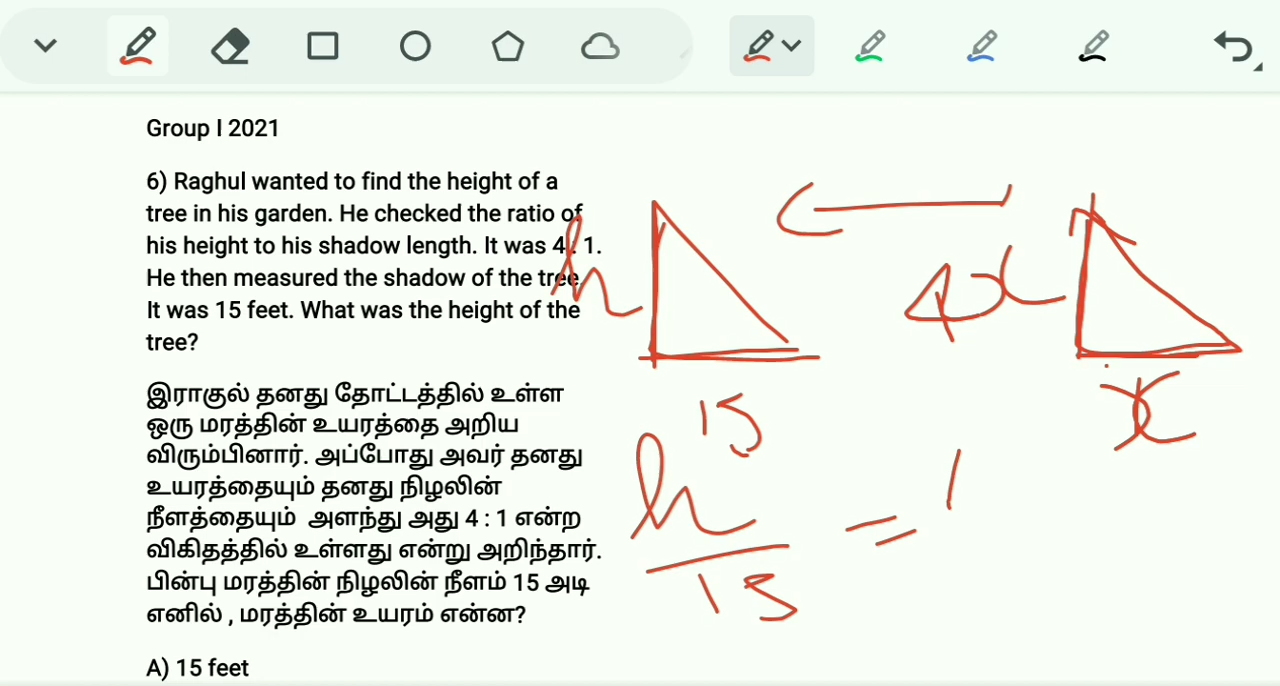 Group I 2021
6) Raghul wanted to find the height of a
tree in his garden. He checked the ratio of
his height to his shadow length. It was 4 : 1.
He then measured the shadow of the tree.
It was 15 feet. What was the height of the
tree?
இராகுல் தனது தோட்டத்தில் உள்ள
ஒரு மரத்தின் உயரத்தை அறிய
விரும்பினார். அப்போது அவர் தனது
உயரத்தையும் தனது நிழலின்
நீளத்தையும் அளந்து அது 4 : 1 என்ற
விகிதத்தில் உள்ளது என்று அறிந்தார்.
பின்பு மரத்தின் நிழலின் நீளம் 15 அடி
எனில் , மரத்தின் உயரம் என்ன?
A) 15 feet
h
15
4x
x
h
15
=